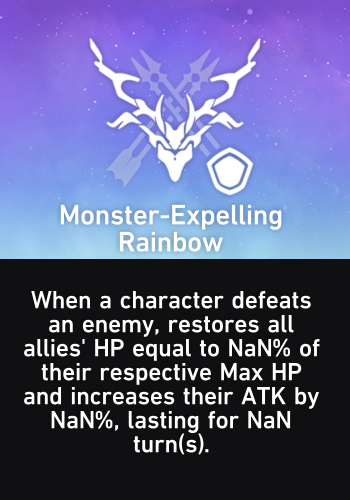 Monster-Expelling
Rainbow
When a character defeats
an enemy, restores all
allies' HP equal to NaN% of
their respective Max HP
and increases their ATK by
NaN%, lasting for NaN
turn(s).